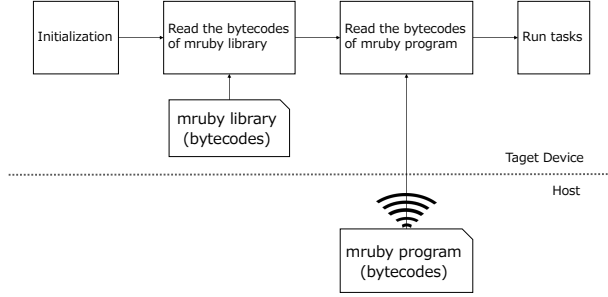 Initialization
Read the bytecodes
of mruby library
Read the bytecodes
of mruby program
Run tasks
mruby library
(bytecodes)
Taget Device
Host
mruby program
(bytecodes)